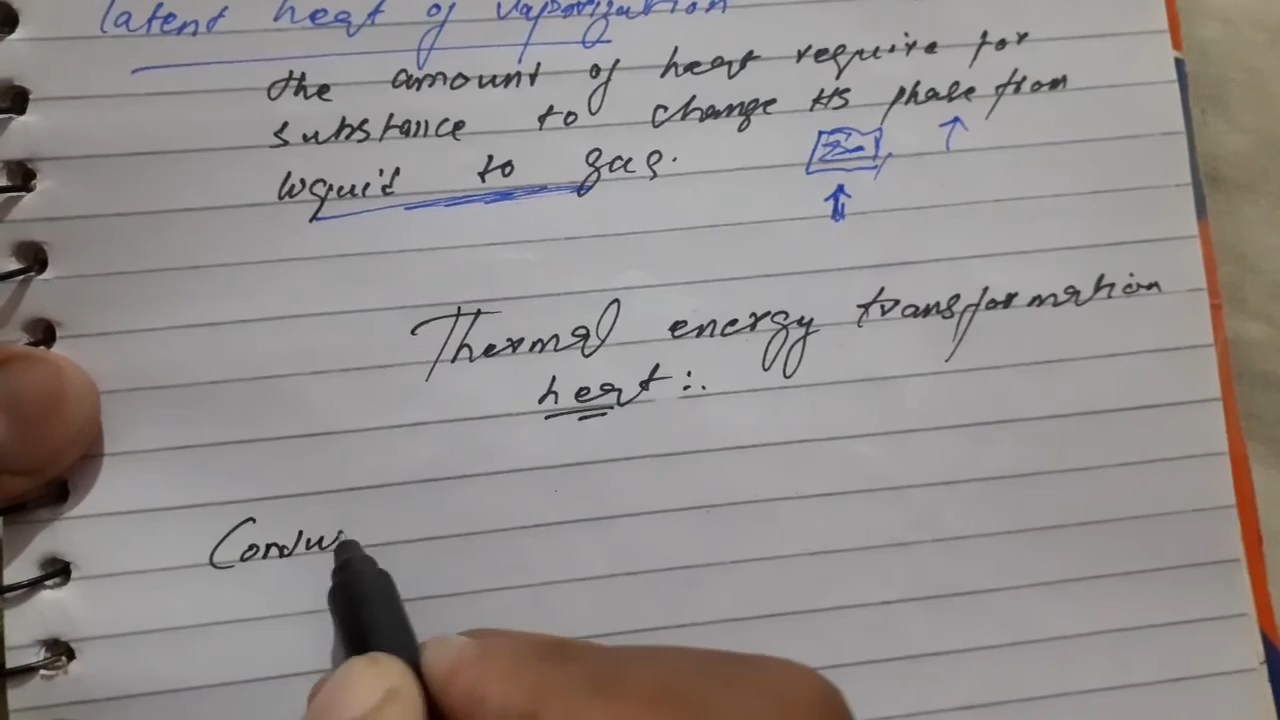 latent heat of vaporization
the amount of heat require for
substance to change its phase from
liquid to gas.
Thermal energy transformation
heat :.
Condu